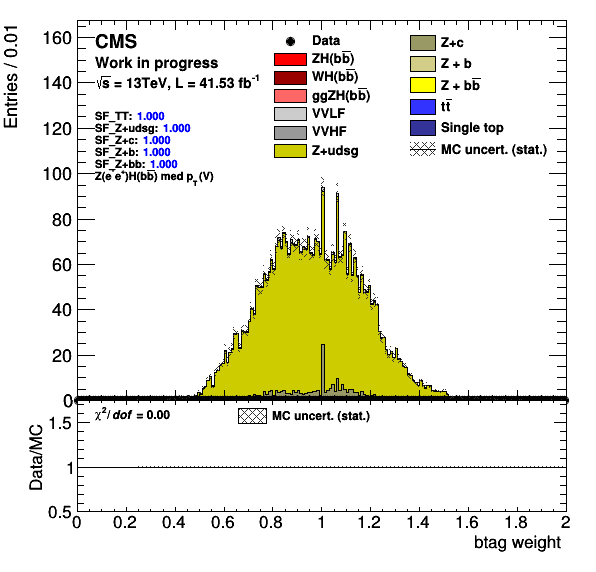 CMS
Work in progress
√s = 13TeV, L = 41.53 fb⁻¹
SF_TT: 1.000
SF_Z+udsg: 1.000
SF_Z+c: 1.000
SF_Z+b: 1.000
SF_Z+bb: 1.000
Z(e⁻e⁺)H(bb̅) med p_T(V)
Data
ZH(bb̅)
WH(bb̅)
ggZH(bb̅)
VVLF
VVHF
Z+udsg
Z+c
Z + b
Z + bb̅
tt̅
Single top
MC uncert. (stat.)
Entries / 0.01
160
140
120
100
80
60
40
20
0
χ²/dof = 0.00
MC uncert. (stat.)
Data/MC
1.5
1
0.5
0 0.2 0.4 0.6 0.8 1 1.2 1.4 1.6 1.8 2
btag weight